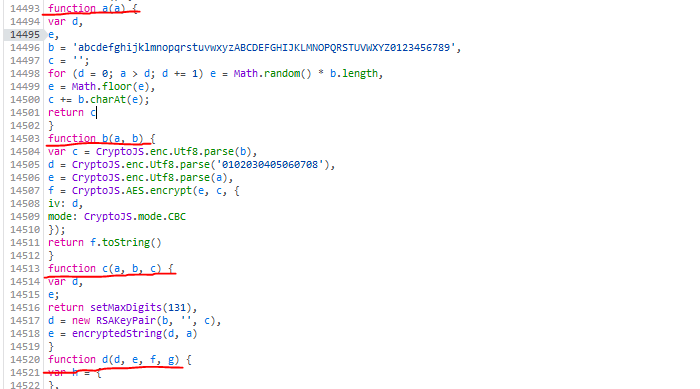 14493 function a(a) {
14494 var d,
14495 e,
14496 b = 'abcdefghijklmnopqrstuvwxyzABCDEFGHIJKLMNOPQRSTUVWXYZ0123456789',
14497 c = '';
14498 for (d = 0; a > d; d += 1) e = Math.random() * b.length,
14499 e = Math.floor(e),
14500 c += b.charAt(e);
14501 return c
14502 }
14503 function b(a, b) {
14504 var c = CryptoJS.enc.Utf8.parse(b),
14505 d = CryptoJS.enc.Utf8.parse('0102030405060708'),
14506 e = CryptoJS.enc.Utf8.parse(a),
14507 f = CryptoJS.AES.encrypt(e, c, {
14508 iv: d,
14509 mode: CryptoJS.mode.CBC
14510 });
14511 return f.toString()
14512 }
14513 function c(a, b, c) {
14514 var d,
14515 e;
14516 return setMaxDigits(131),
14517 d = new RSAKeyPair(b, '', c),
14518 e = encryptedString(d, a)
14519 }
14520 function d(d, e, f, g) {
14521 var h = {
14522 },